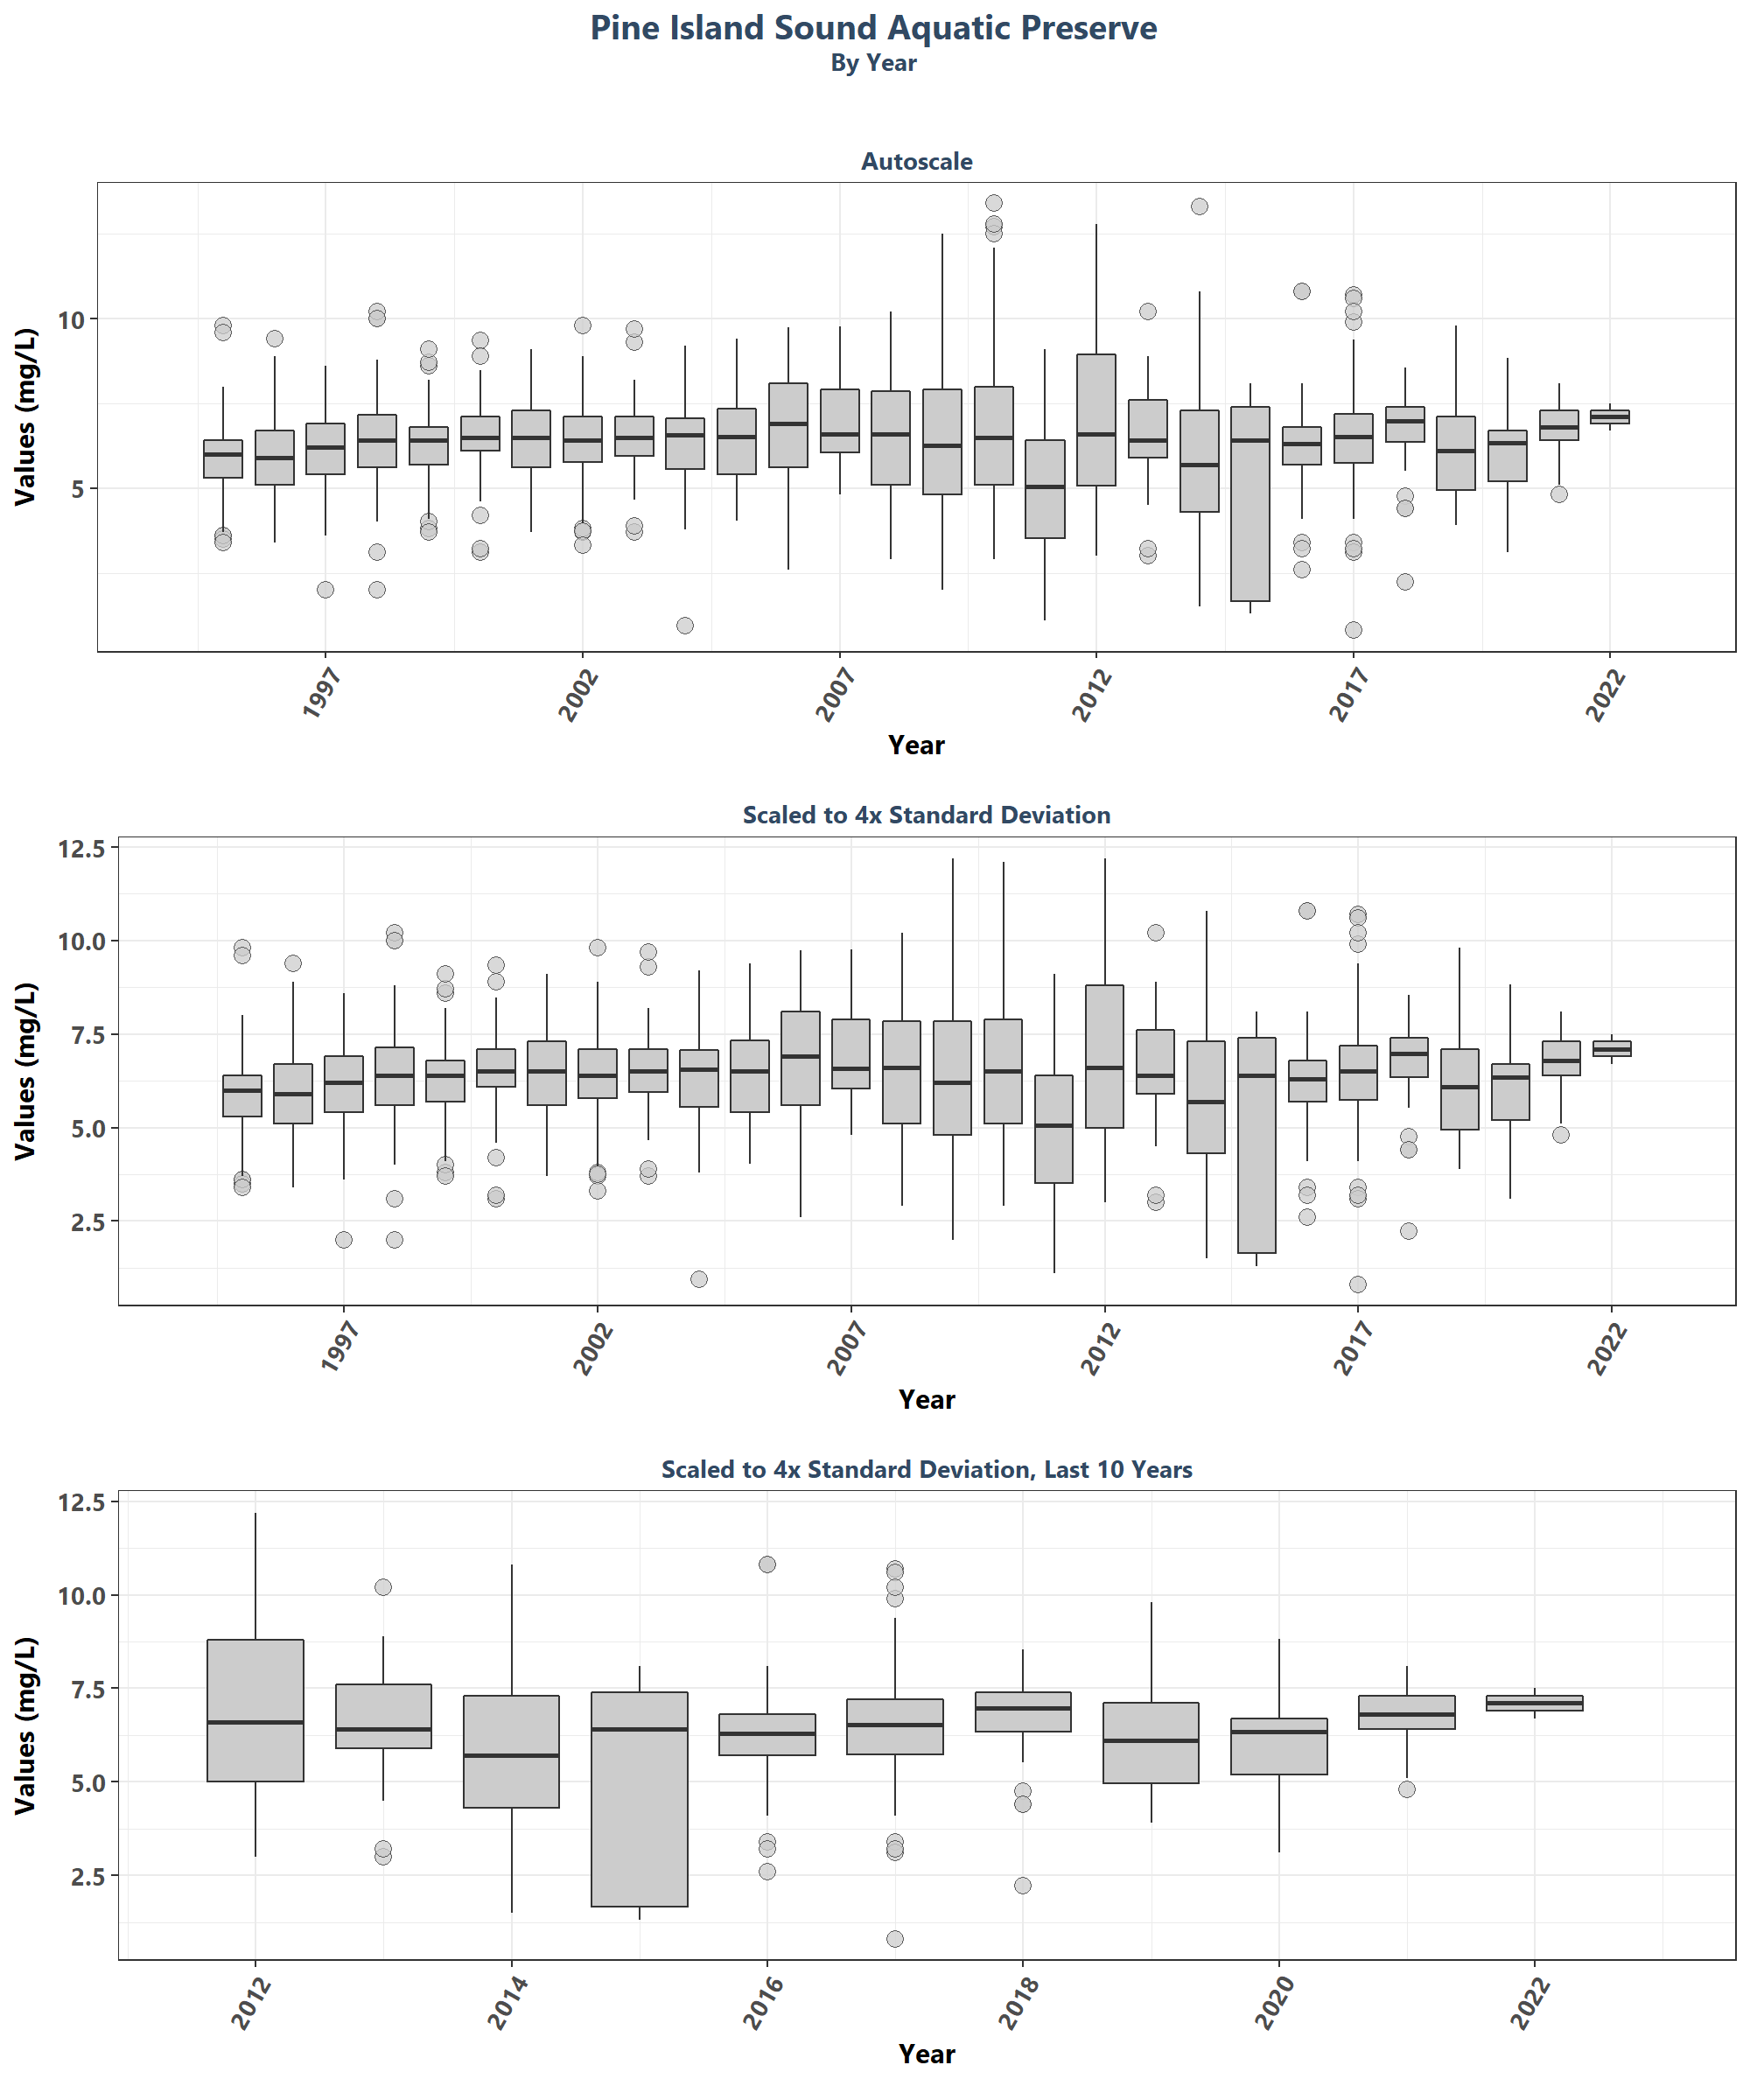 Pine Island Sound Aquatic Preserve
By Year
Autoscale
Values (mg/L)
10
5
1997
2002
2007
2012
2017
2022
Year
Scaled to 4x Standard Deviation
Values (mg/L)
12.5
10.0
7.5
5.0
2.5
1997
2002
2007
2012
2017
2022
Year
Scaled to 4x Standard Deviation, Last 10 Years
Values (mg/L)
12.5
10.0
7.5
5.0
2.5
2012
2014
2016
2018
2020
2022
Year